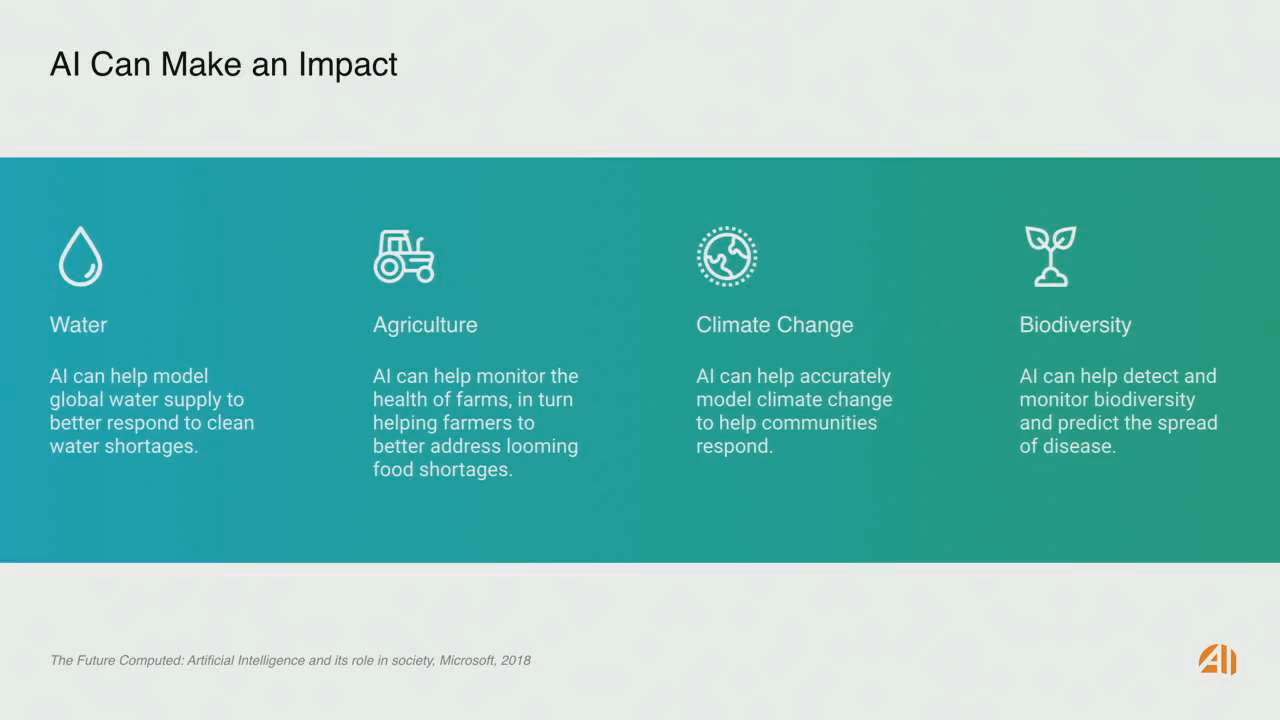 AI Can Make an Impact
Water
AI can help model
global water supply to
better respond to clean
water shortages.
Agriculture
AI can help monitor the
health of farms, in turn
helping farmers to
better address looming
food shortages.
Climate Change
AI can help accurately
model climate change
to help communities
respond.
Biodiversity
AI can help detect and
monitor biodiversity
and predict the spread
of disease.
The Future Computed: Artificial Intelligence and its role in society, Microsoft, 2018
AI